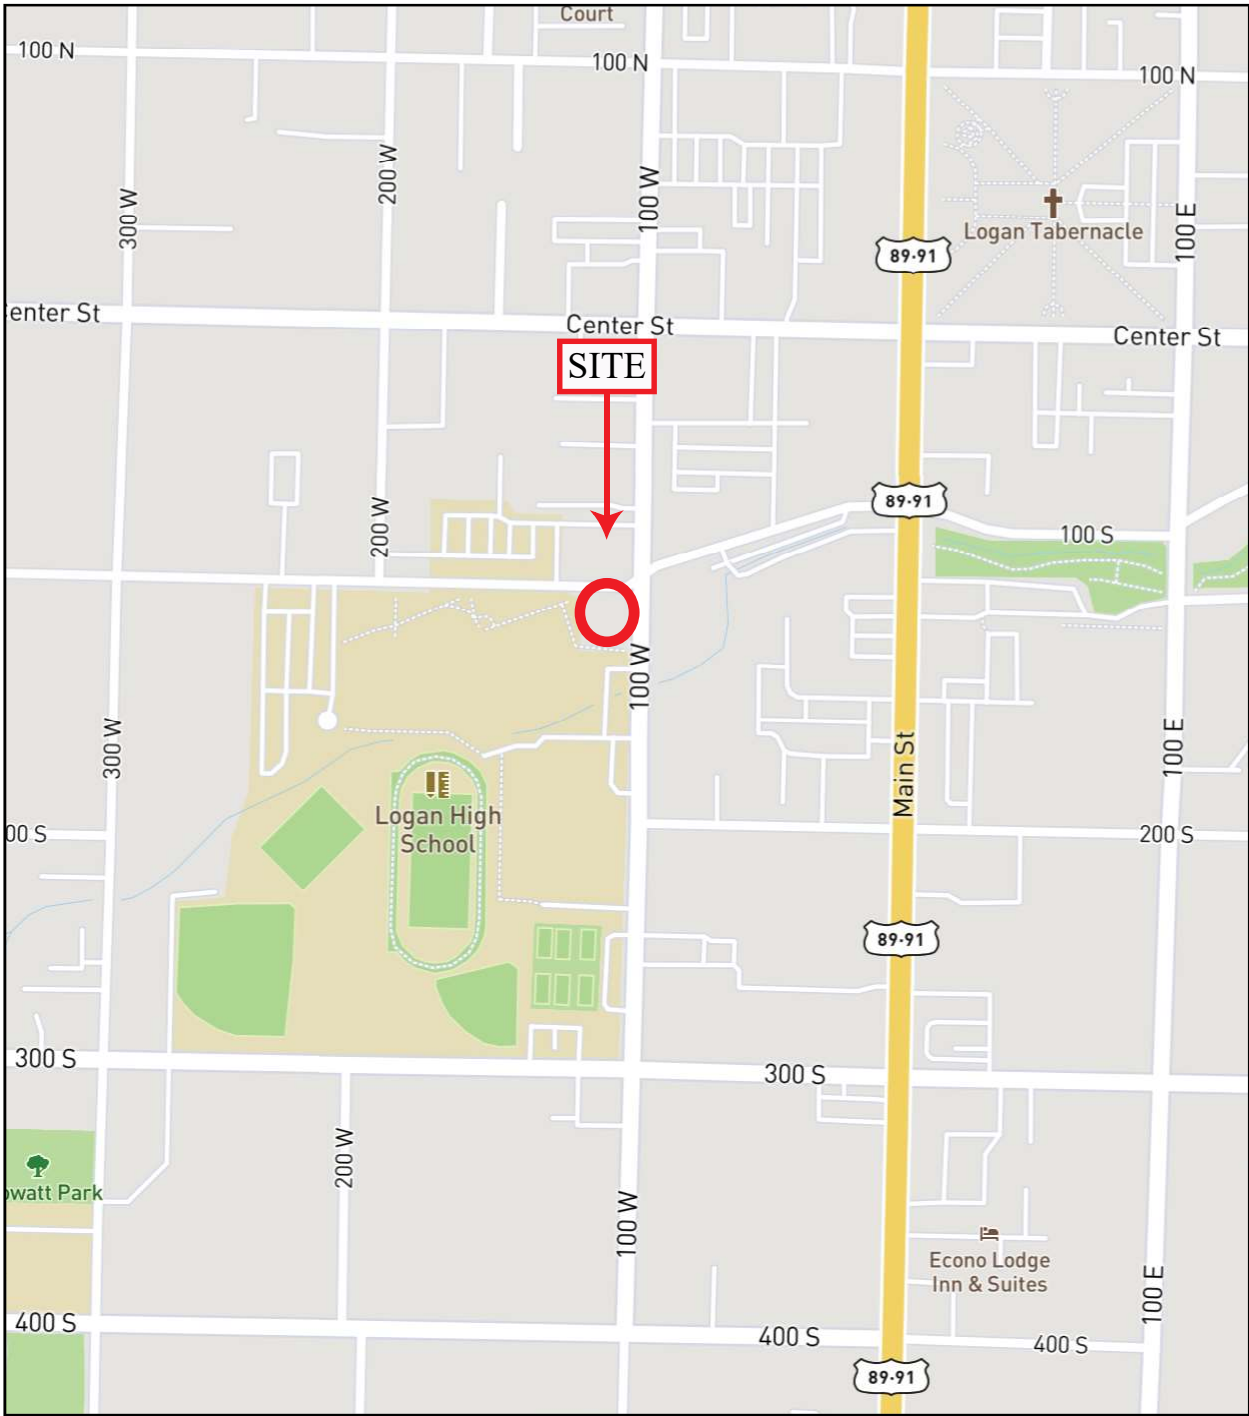 Court
100 N
100 N
100 N
200 W
300 W
100 W
100 E
Logan Tabernacle
89·91
enter St
Center St
Center St
SITE
89·91
200 W
100 S
100 W
300 W
100 E
Main St
Logan High
School
00 S
200 S
89·91
300 S
300 S
200 W
owatt Park
100 W
Econo Lodge
Inn & Suites
100 E
400 S
400 S
400 S
89·91